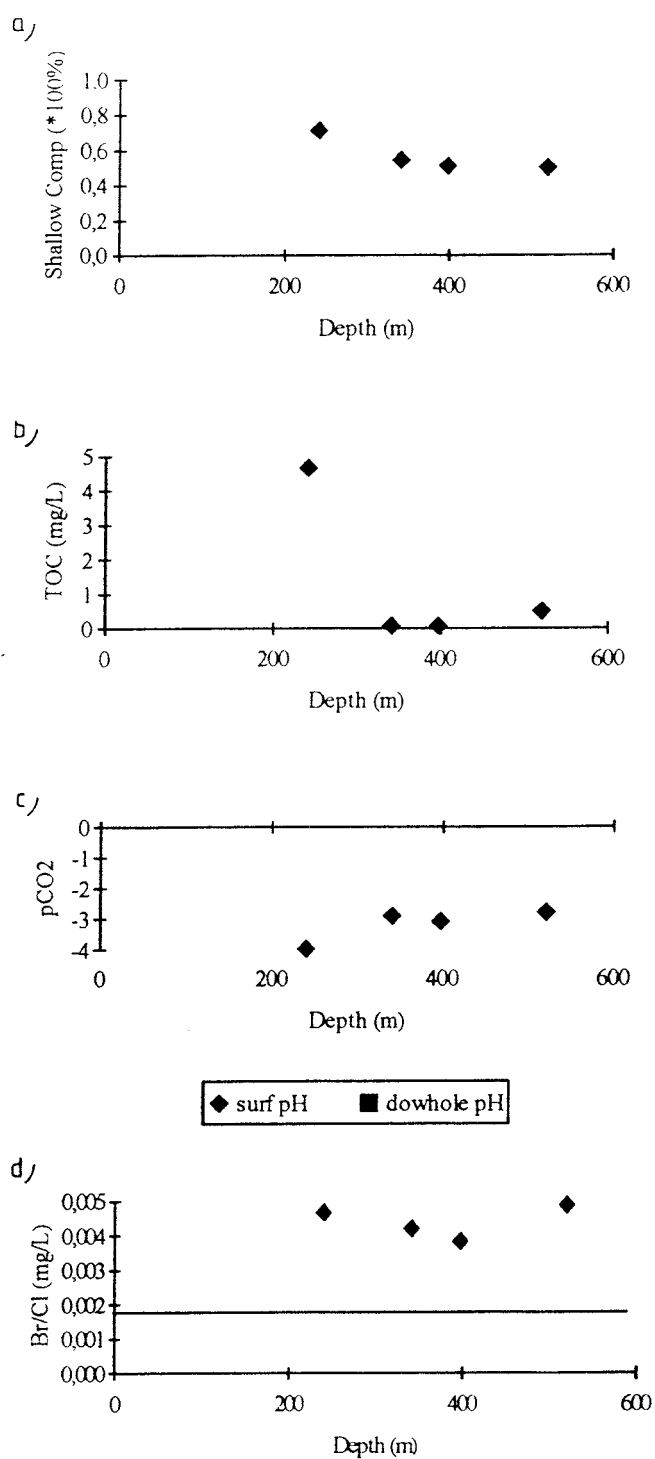 a)
Shallow Comp (*100%)
1.0
0,8
0,6
0,4
0,2
0,0
0 200 400 600
Depth (m)
b)
TOC (mg/L)
5
4
3
2
1
0
0 200 400 600
Depth (m)
c)
pCO2
0
-1
-2
-3
-4
0 200 400 600
Depth (m)
surf pH dowhole pH
d)
Br/Cl (mg/L)
0,005
0,004
0,003
0,002
0,001
0,000
0 200 400 600
Depth (m)